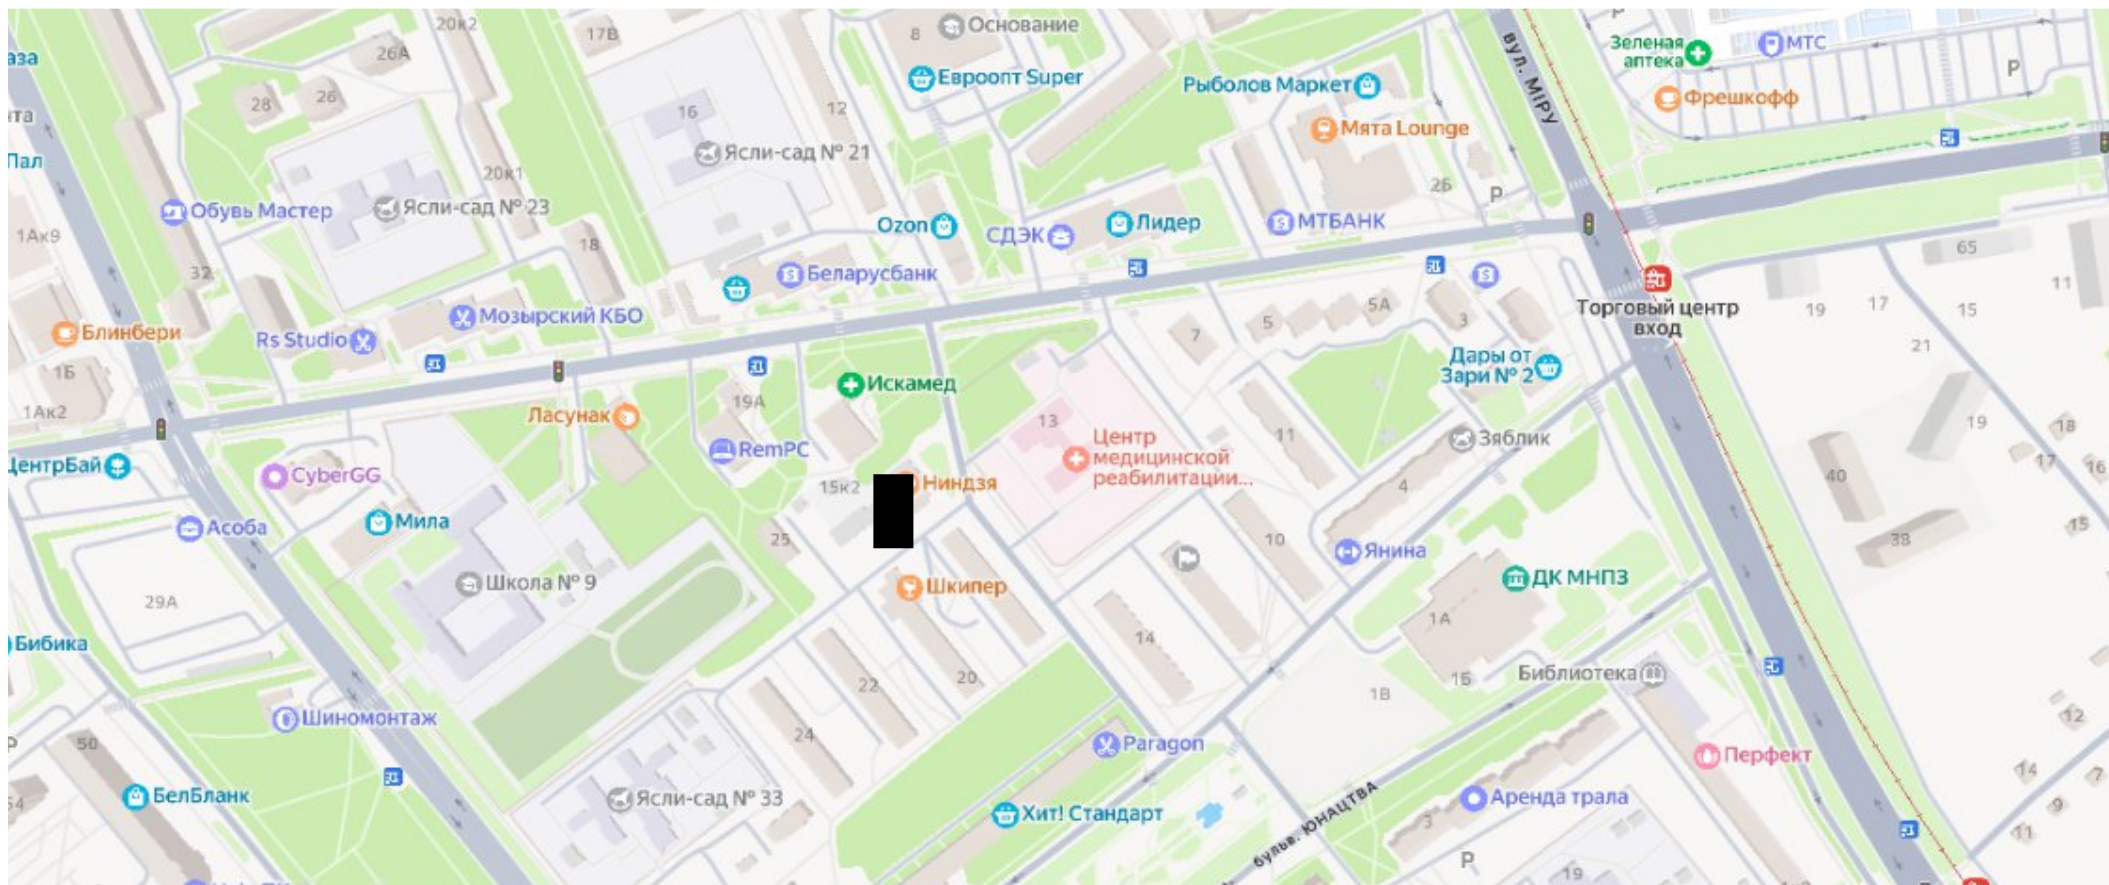 20к2
17В
8
Основание
вул. МІРУ
Зеленая
аптека
МТС
P
аза
26А
Евроопт Super
Рыболов Маркет
Фрешкофф
28
26
16
12
Мята Lounge
та
Пал
Ясли-сад № 21
20к1
2Б
P
Обувь Мастер
Ясли-сад № 23
Ozon
СДЭК
Лидер
МТБАНК
1Ак9
18
65
32
Беларусбанк
11
5А
Торговый центр
вход
19
17
15
Блинбери
Rs Studio
Мозырский КБО
7
5
3
21
1Б
Искамед
Дары от
Зари № 2
1Ак2
Ласунак
19А
13
11
Зяблик
19
18
ЦентрБай
CyberGG
RemPC
Центр
медицинской
реабилитации...
17
16
15к2
Ниндзя
4
40
Асоба
Мила
25
10
Янина
38
15
Школа № 9
Шкипер
ДК МНПЗ
29А
14
1А
Бибика
22
20
1В
1Б
Библиотека
Шиномонтаж
24
12
P
50
Paragon
Перфект
14
7
БелБланк
Ясли-сад № 33
Хит! Стандарт
бульв. ЮНАЦТВА
Аренда трала
9
54
3
11
P
19